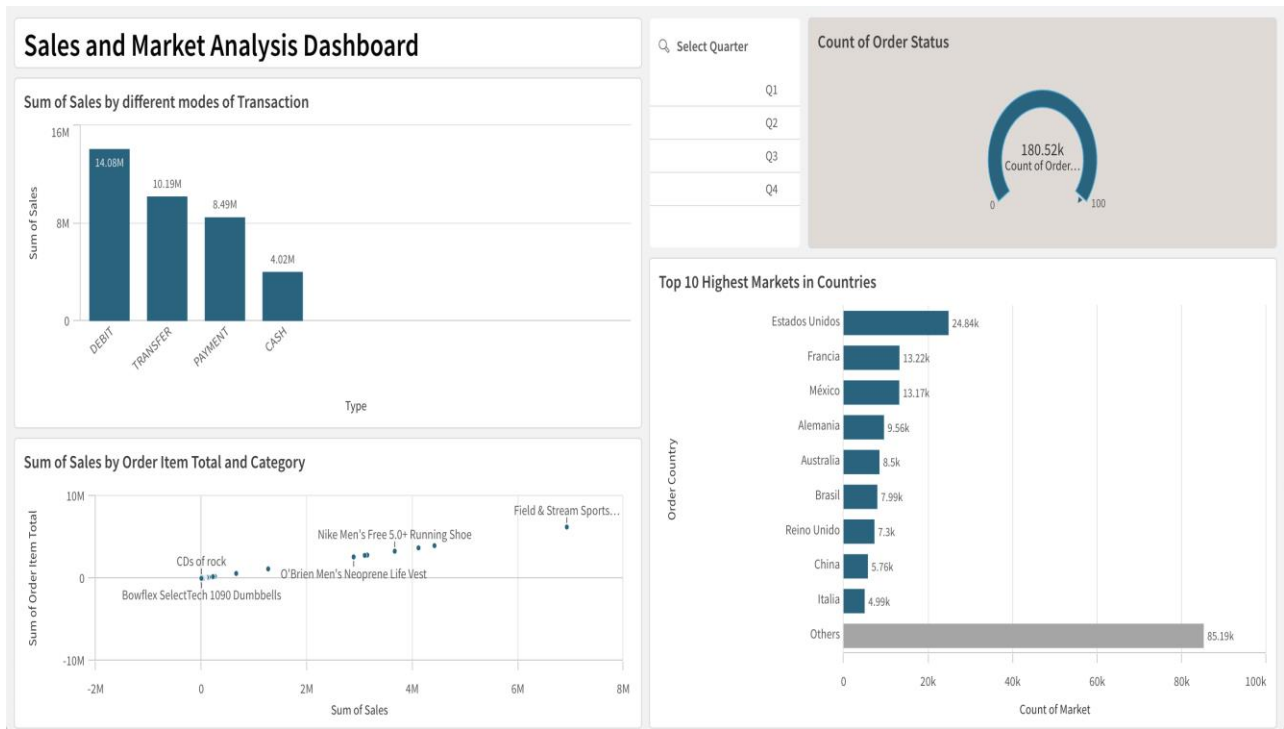 Sales and Market Analysis Dashboard
Sum of Sales by different modes of Transaction
Sum of Sales
16M
8M
0
14.08M
10.19M
8.49M
4.02M
DEBIT
TRANSFER
PAYMENT
CASH
Type
Sum of Sales by Order Item Total and Category
Sum of Order Item Total
10M
0
-10M
Field & Stream Sports...
Nike Men's Free 5.0+ Running Shoe
CDs of rock
O'Brien Men's Neoprene Life Vest
Bowflex SelectTech 1090 Dumbbells
-2M
0
2M
4M
6M
8M
Sum of Sales
Select Quarter
Q1
Q2
Q3
Q4
Count of Order Status
180.52k
Count of Order...
0
100
Top 10 Highest Markets in Countries
Order Country
Estados Unidos 24.84k
Francia 13.22k
México 13.17k
Alemania 9.56k
Australia 8.5k
Brasil 7.99k
Reino Unido 7.3k
China 5.76k
Italia 4.99k
Others 85.19k
0
20k
40k
60k
80k
100k
Count of Market